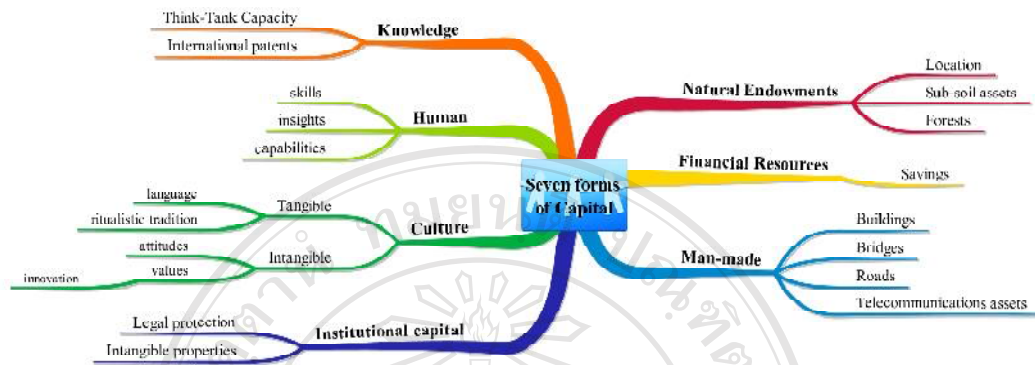 Think-Tank Capacity
Knowledge
International patents
skills
Human
insights
capabilities
language
Tangible
ritualistic tradition
Culture
attitudes
Intangible
values
innovation
Legal protection
Institutional capital
Intangible properties
Seven forms
of Capital
Natural Endowments
Location
Sub-soil assets
Forests
Financial Resources
Savings
Man-made
Buildings
Bridges
Roads
Telecommunications assets